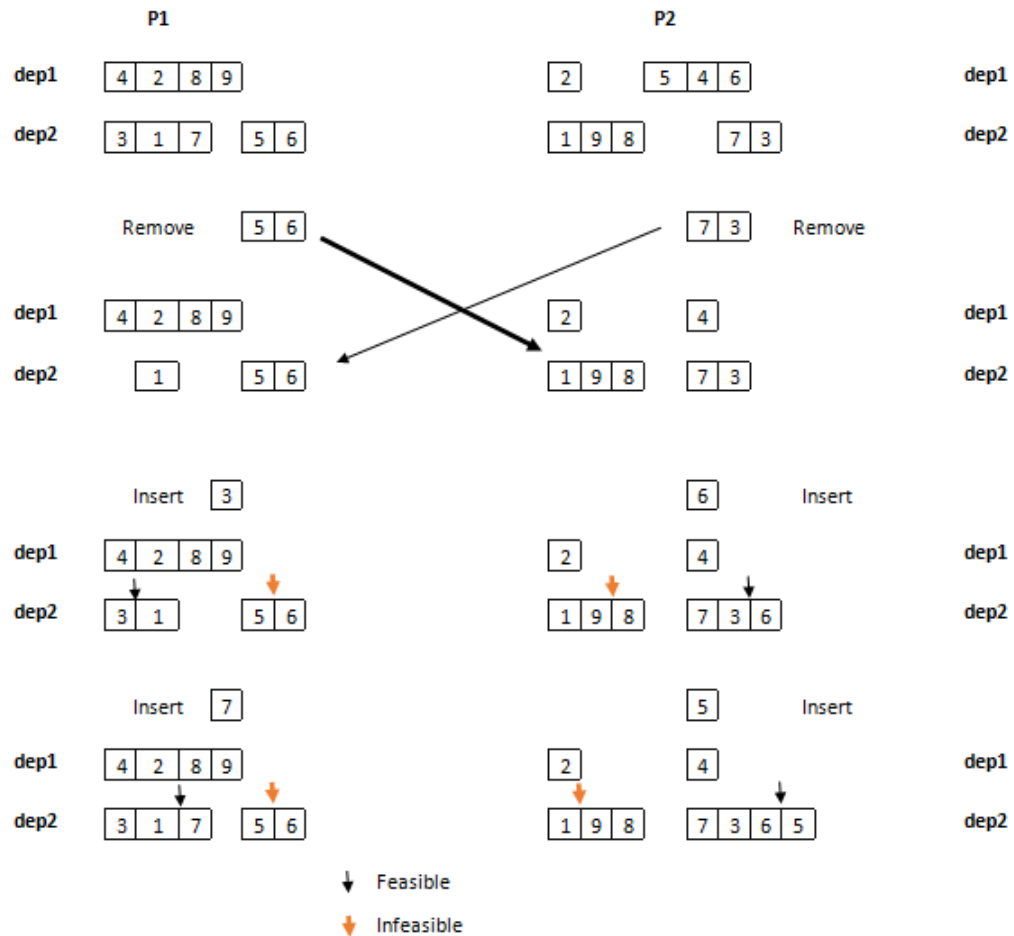 P1 P2
dep1 4 2 8 9 2 5 4 6 dep1
dep2 3 1 7 5 6 1 9 8 7 3 dep2
Remove 5 6 7 3 Remove
dep1 4 2 8 9 2 4 dep1
dep2 1 5 6 1 9 8 7 3 dep2
Insert 3 6 Insert
dep1 4 2 8 9 2 4 dep1
dep2 3 1 5 6 1 9 8 7 3 6 dep2
Insert 7 5 Insert
dep1 4 2 8 9 2 4 dep1
dep2 3 1 7 5 6 1 9 8 7 3 6 5 dep2
Feasible
Infeasible